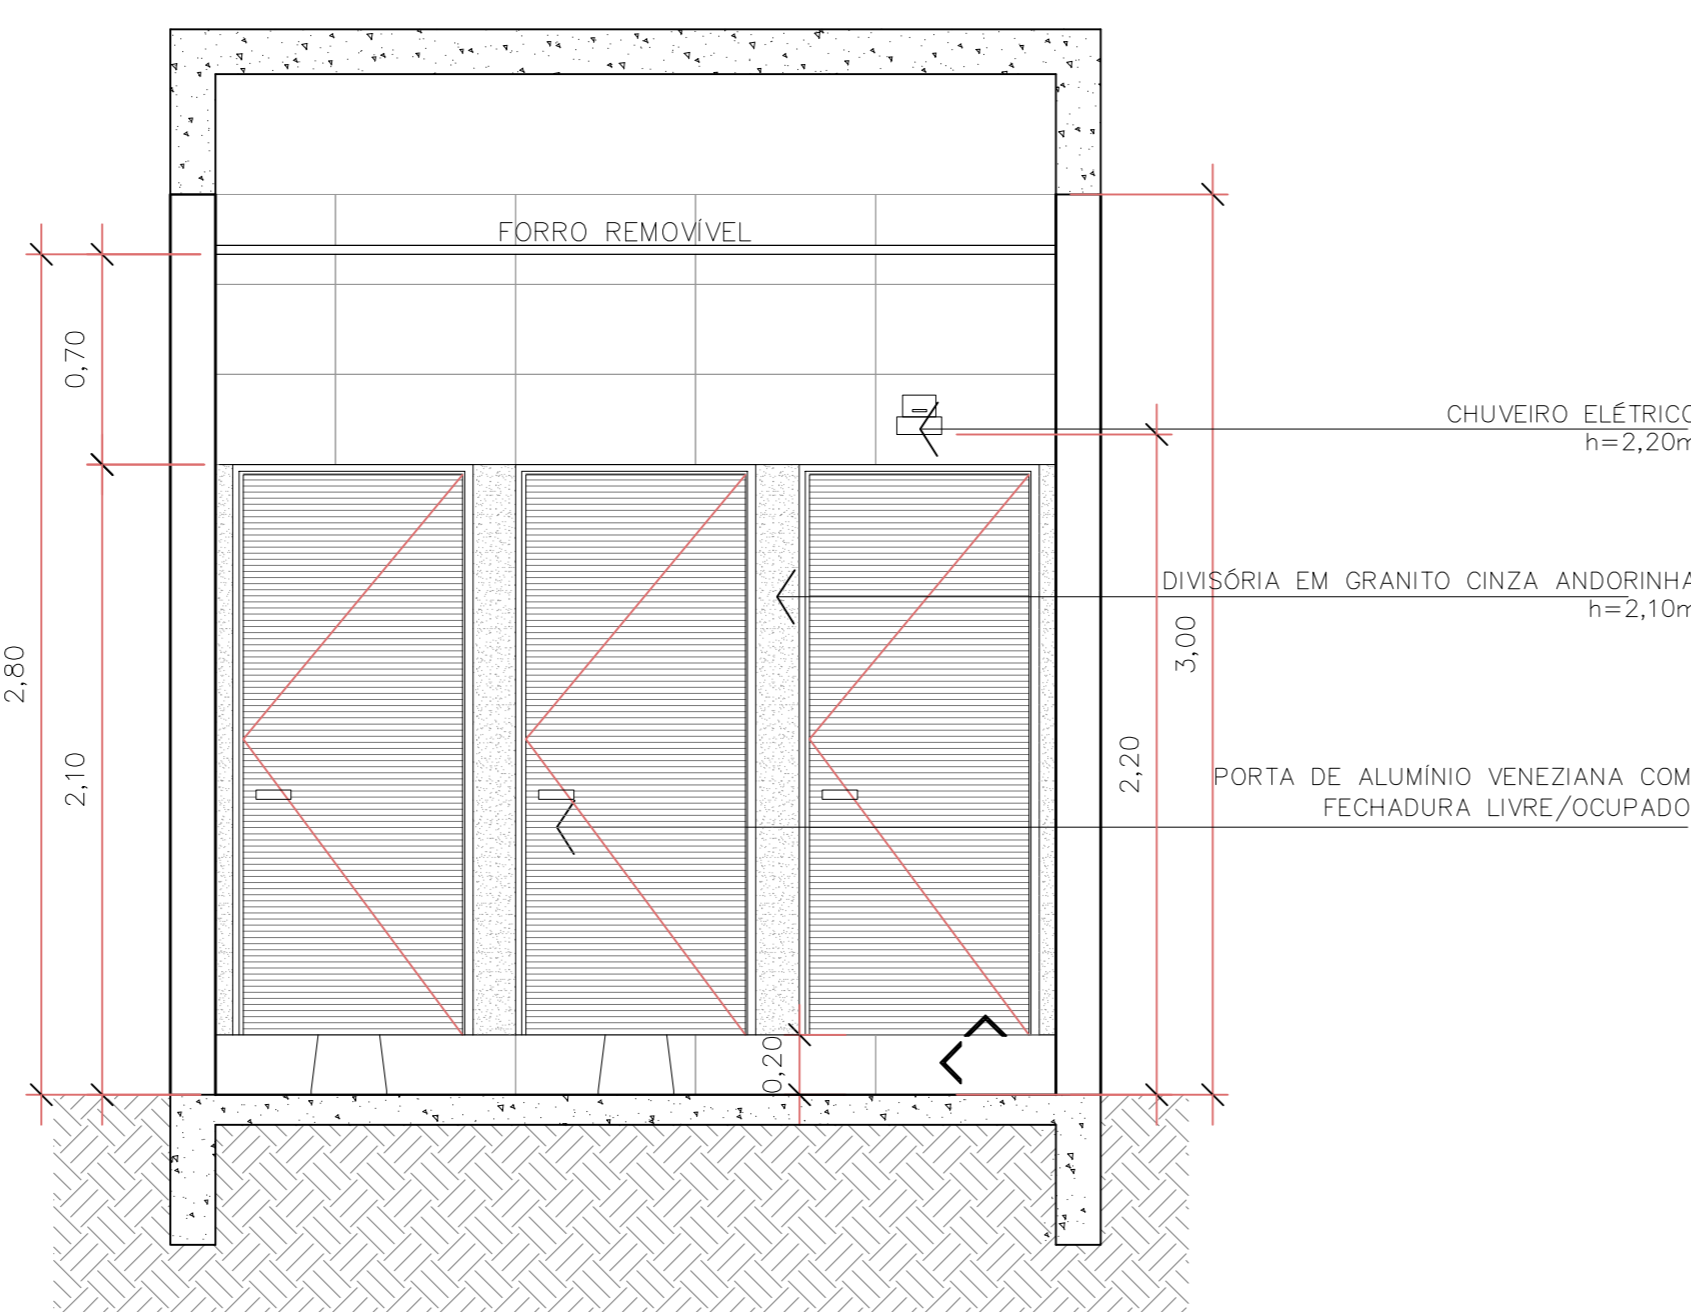 FORRO REMOVÍVEL
0,70
CHUVEIRO ELÉTRICO
h=2,20m
DIVISÓRIA EM GRANITO CINZA ANDORINHA
h=2,10m
3,00
2,80
2,10
2,20
PORTA DE ALUMÍNIO VENEZIANA COM
FECHADURA LIVRE/OCUPADO
0,20